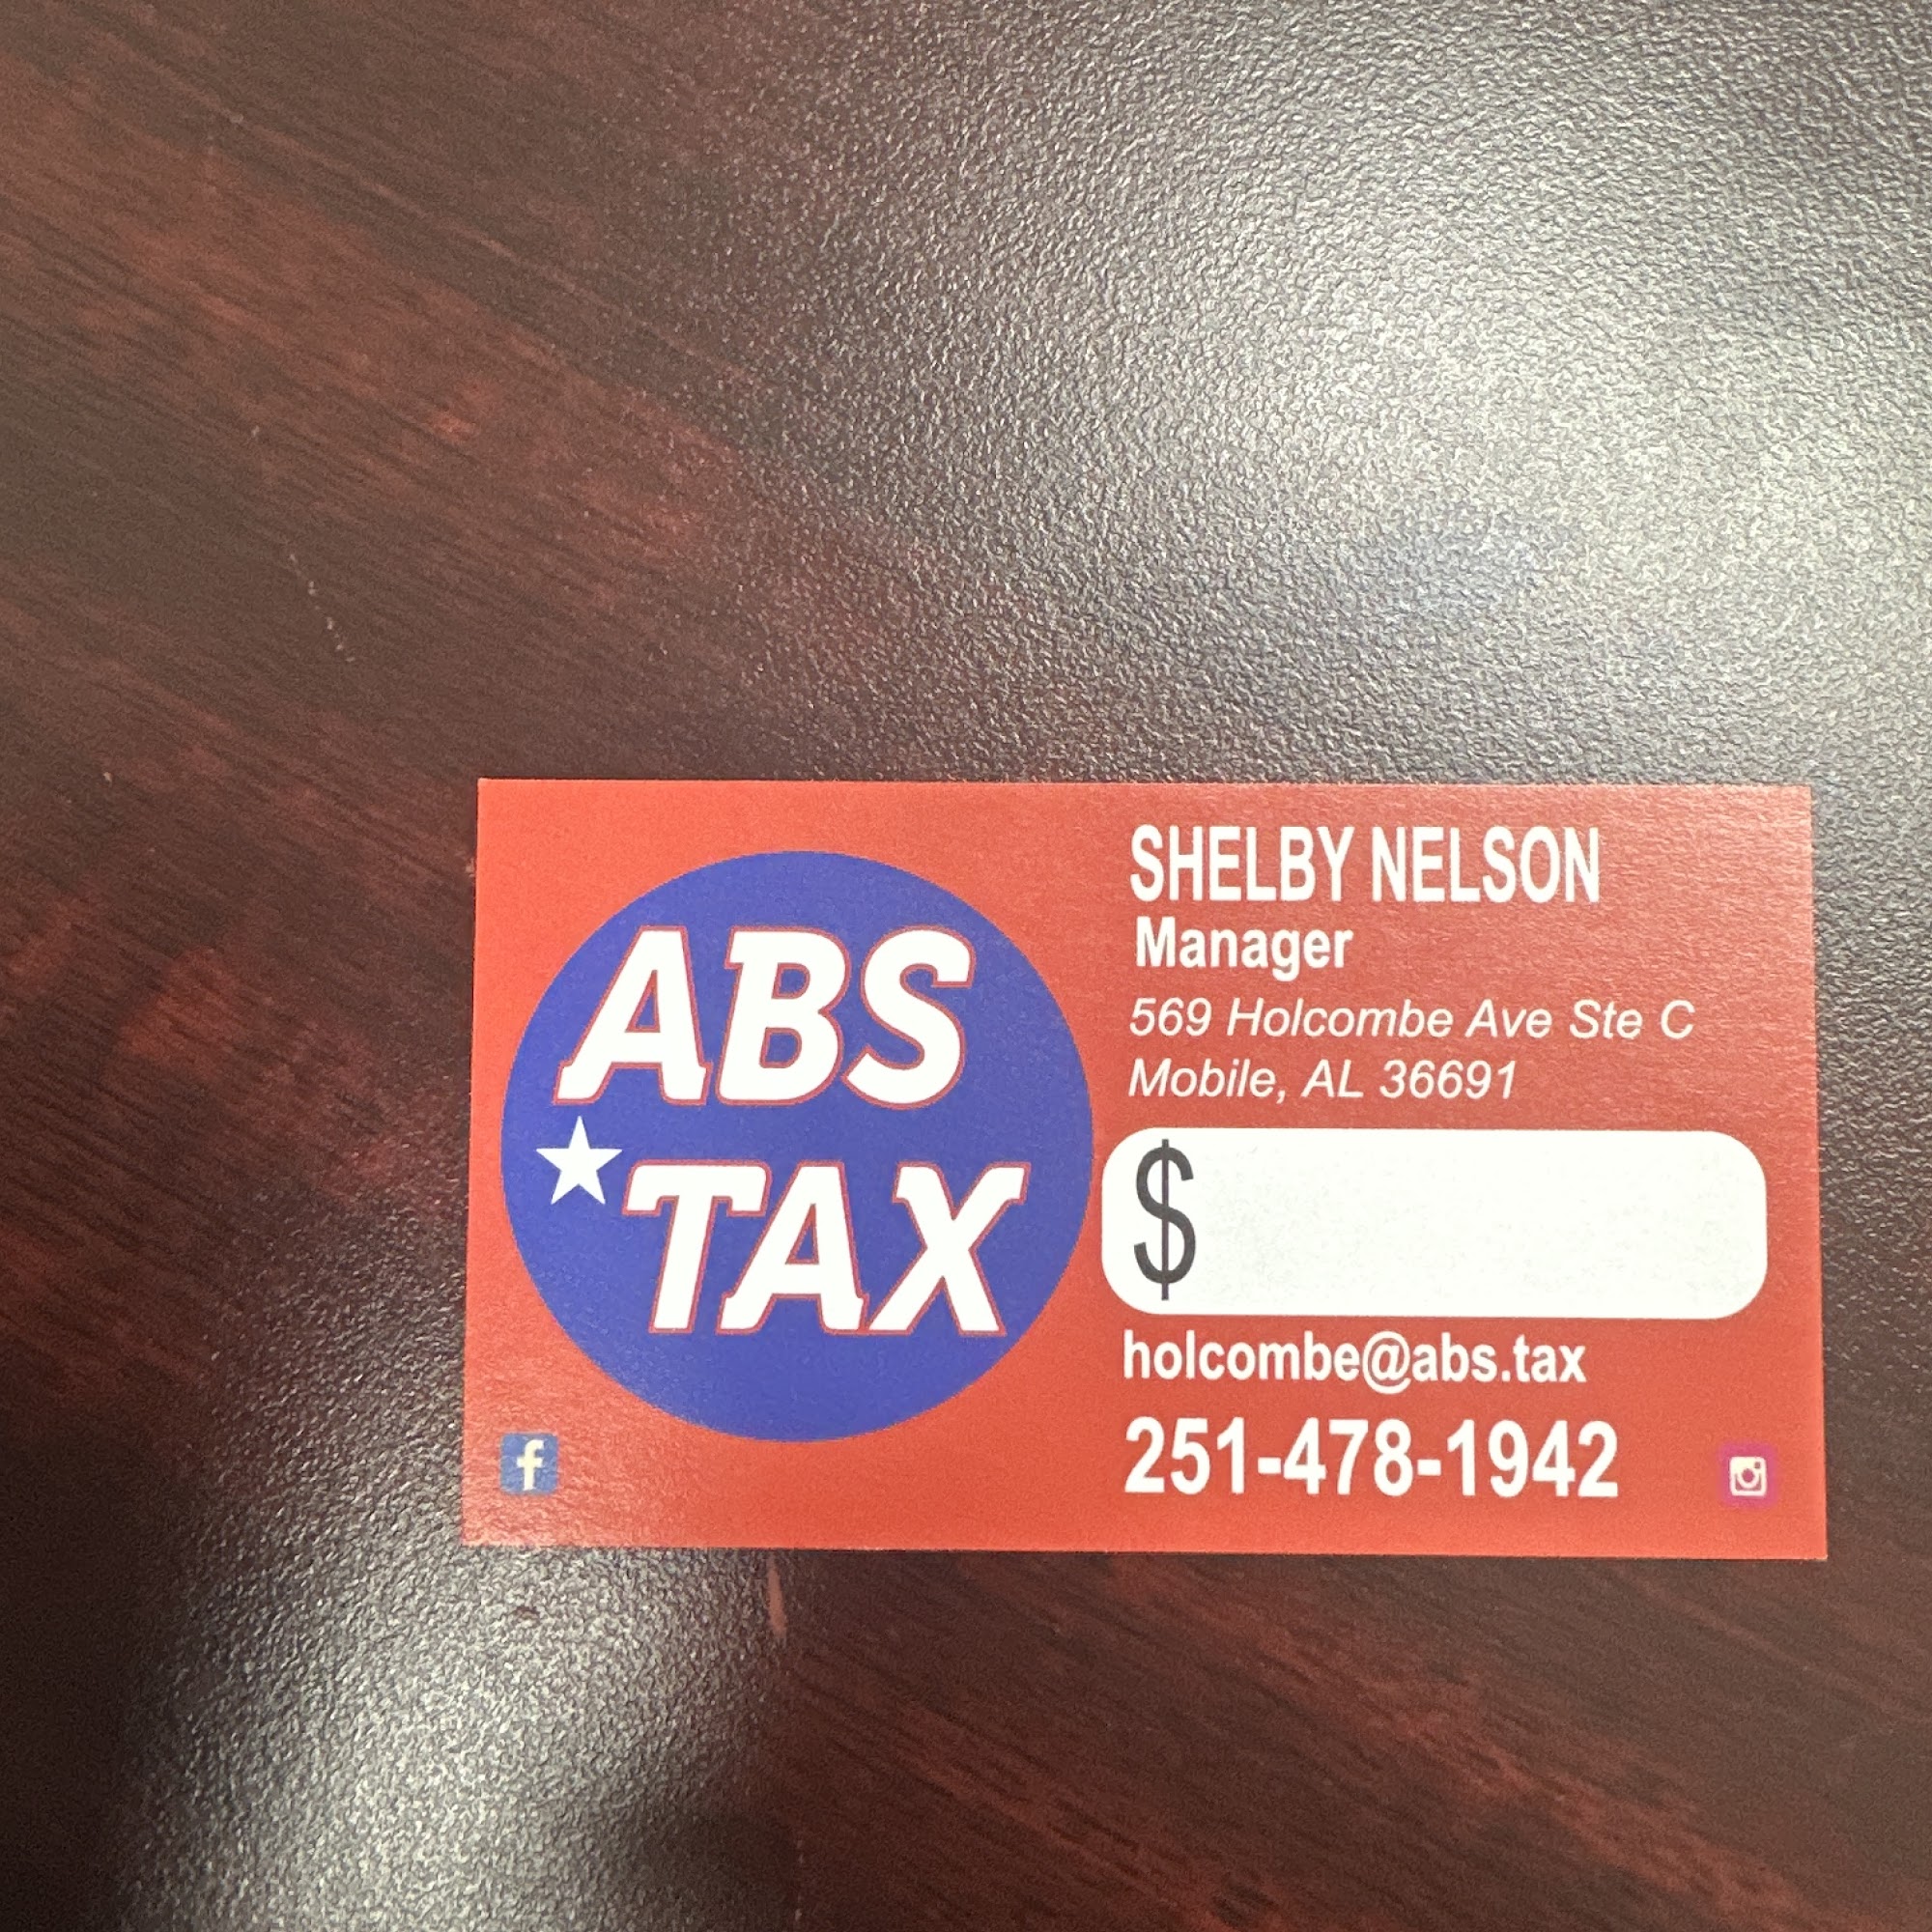 ABS
TAX
SHELBY NELSON
Manager
569 Holcombe Ave Ste C
Mobile, AL 36691
$
holcombe@abs.tax
251-478-1942
f